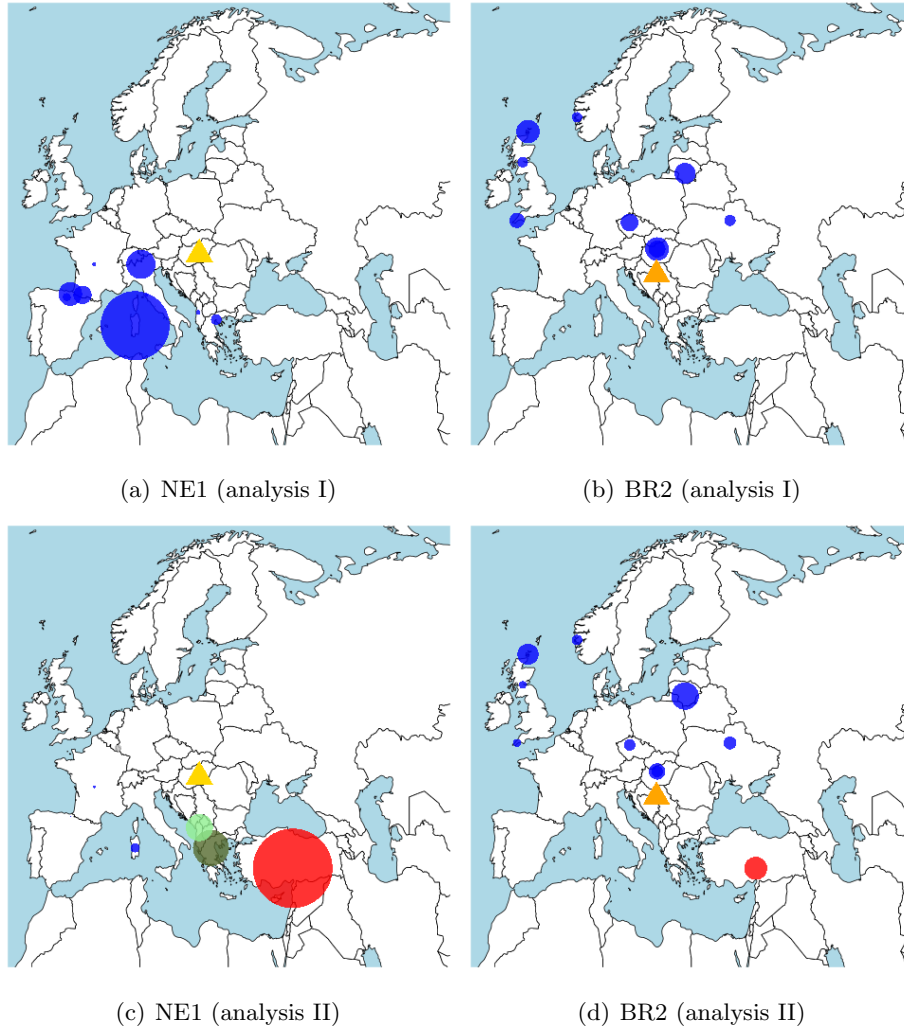 (a) NE1 (analysis I)
(b) BR2 (analysis I)
(c) NE1 (analysis II)
(d) BR2 (analysis II)